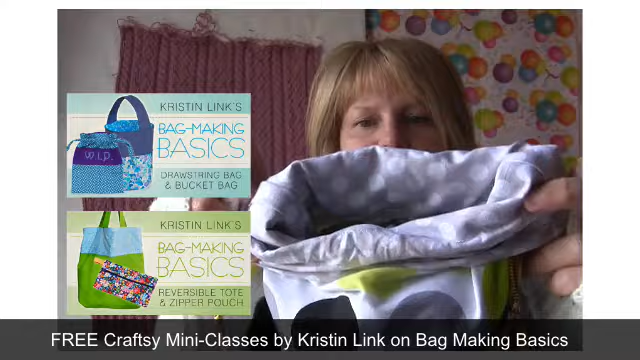 KRISTIN LINK'S
BAG-MAKING
BASICS
W.I.P.
DRAWSTRING BAG
& BUCKET BAG
KRISTIN LINK'S
BAG-MAKING
BASICS
REVERSIBLE TOTE
& ZIPPER POUCH
FREE Craftsy Mini-Classes by Kristin Link on Bag Making Basics